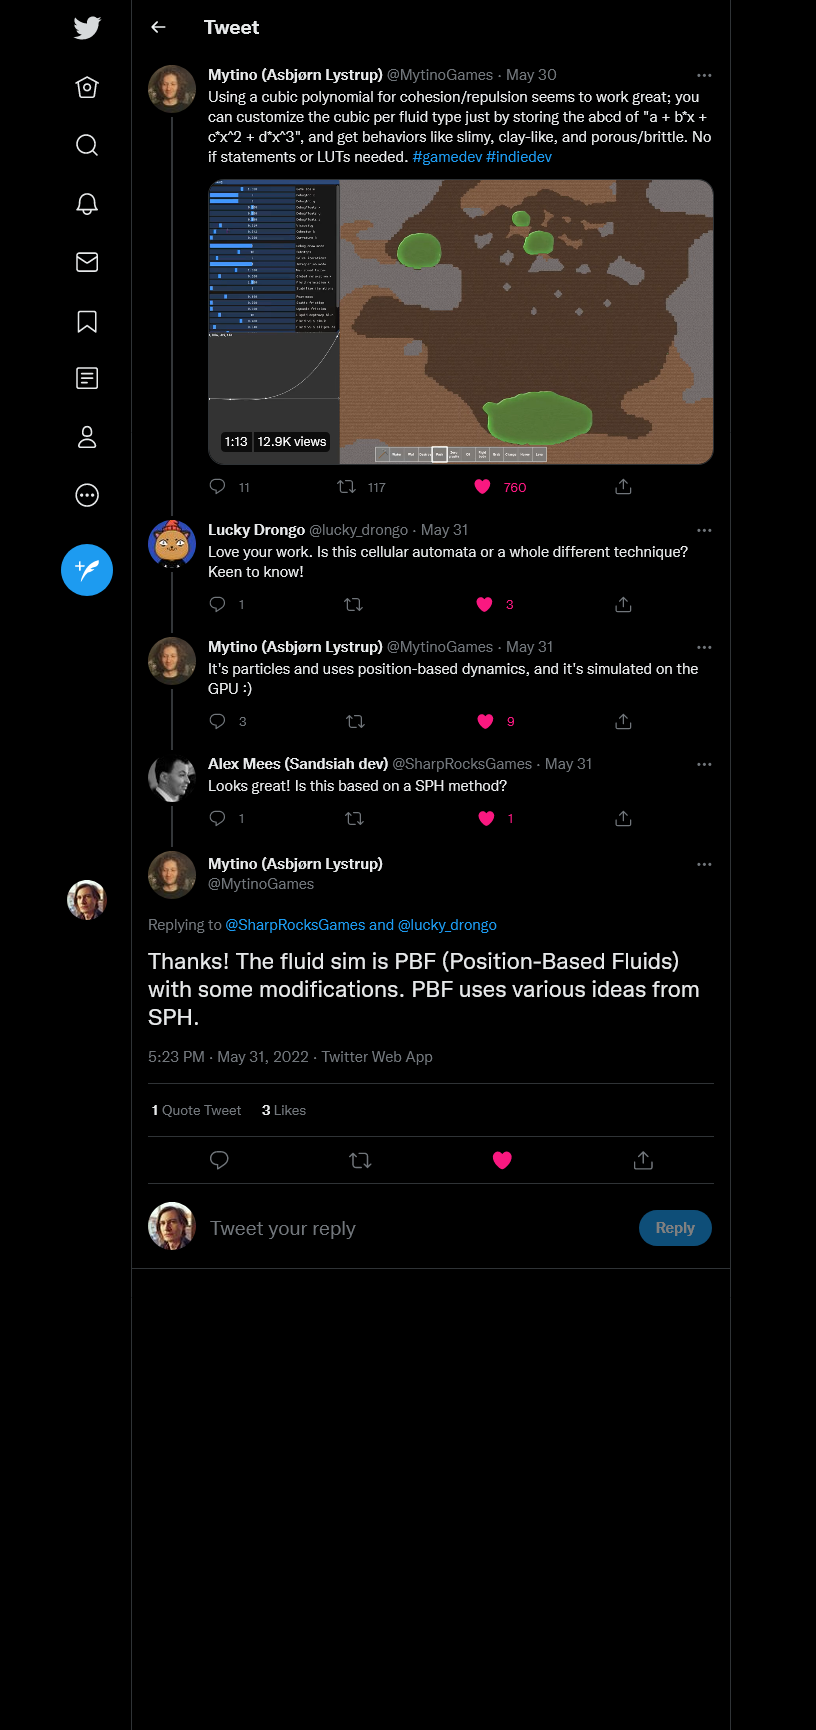 Tweet
Mytino (Asbjørn Lystrup) @MytinoGames · May 30
Using a cubic polynomial for cohesion/repulsion seems to work great; you
can customize the cubic per fluid type just by storing the abcd of "a + b*x +
c*x^2 + d*x^3", and get behaviors like slimy, clay-like, and porous/brittle. No
if statements or LUTs needed. #gamedev #indiedev
1:13 12.9K views
11 117 760
Lucky Drongo @lucky_drongo · May 31
Love your work. Is this cellular automata or a whole different technique?
Keen to know!
1 3
Mytino (Asbjørn Lystrup) @MytinoGames · May 31
It's particles and uses position-based dynamics, and it's simulated on the
GPU :)
3 9
Alex Mees (Sandsiah dev) @SharpRocksGames · May 31
Looks great! Is this based on a SPH method?
1 1
Mytino (Asbjørn Lystrup)
@MytinoGames
Replying to @SharpRocksGames and @lucky_drongo
Thanks! The fluid sim is PBF (Position-Based Fluids)
with some modifications. PBF uses various ideas from
SPH.
5:23 PM · May 31, 2022 · Twitter Web App
1 Quote Tweet 3 Likes
Tweet your reply Reply